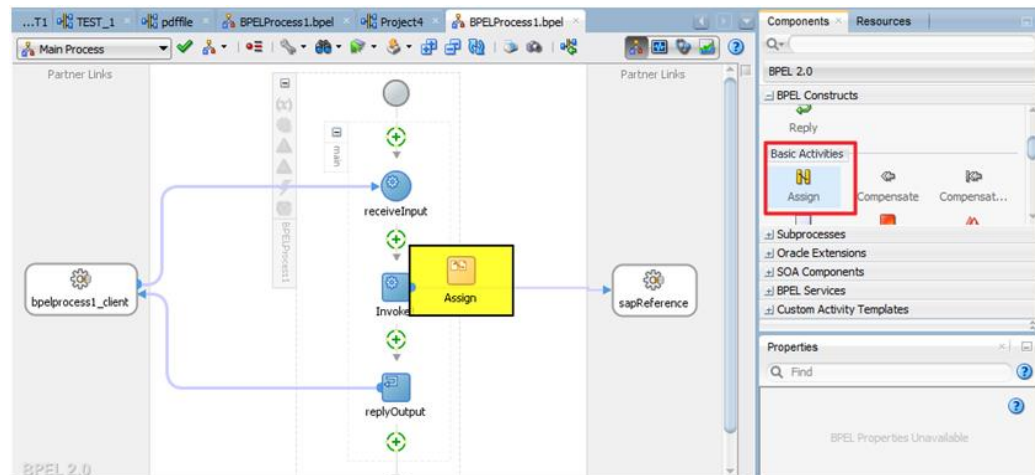 ...T1 TEST_1 pdffile BPELProcess1.bpel Project4 BPELProcess1.bpel
Main Process
Partner Links
Partner Links
main
BPELProcess1
receiveInput
bpelprocess1_client
Invoke
Assign
sapReference
replyOutput
BPEL 2.0
Components Resources
BPEL 2.0
BPEL Constructs
Reply
Basic Activities
Assign Compensate Compensat...
Subprocesses
Oracle Extensions
SOA Components
BPEL Services
Custom Activity Templates
Properties
Find
BPEL Properties Unavailable